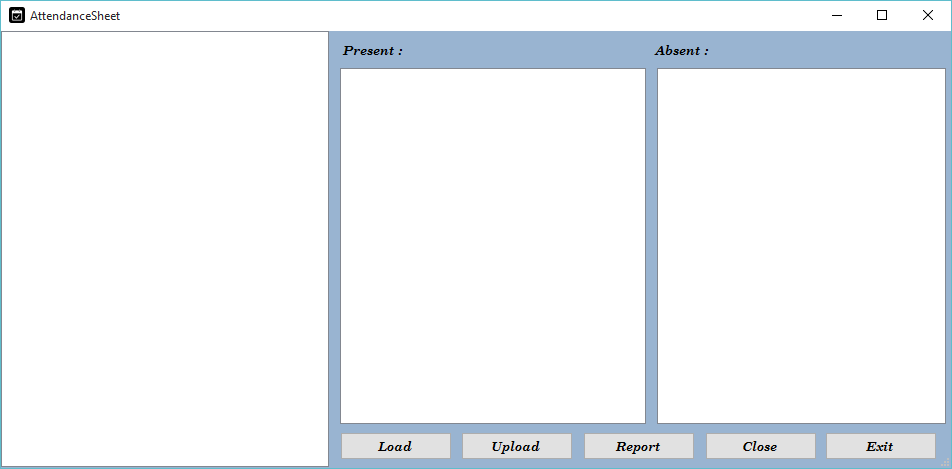 AttendanceSheet
Present : Absent :
Load Upload Report Close Exit